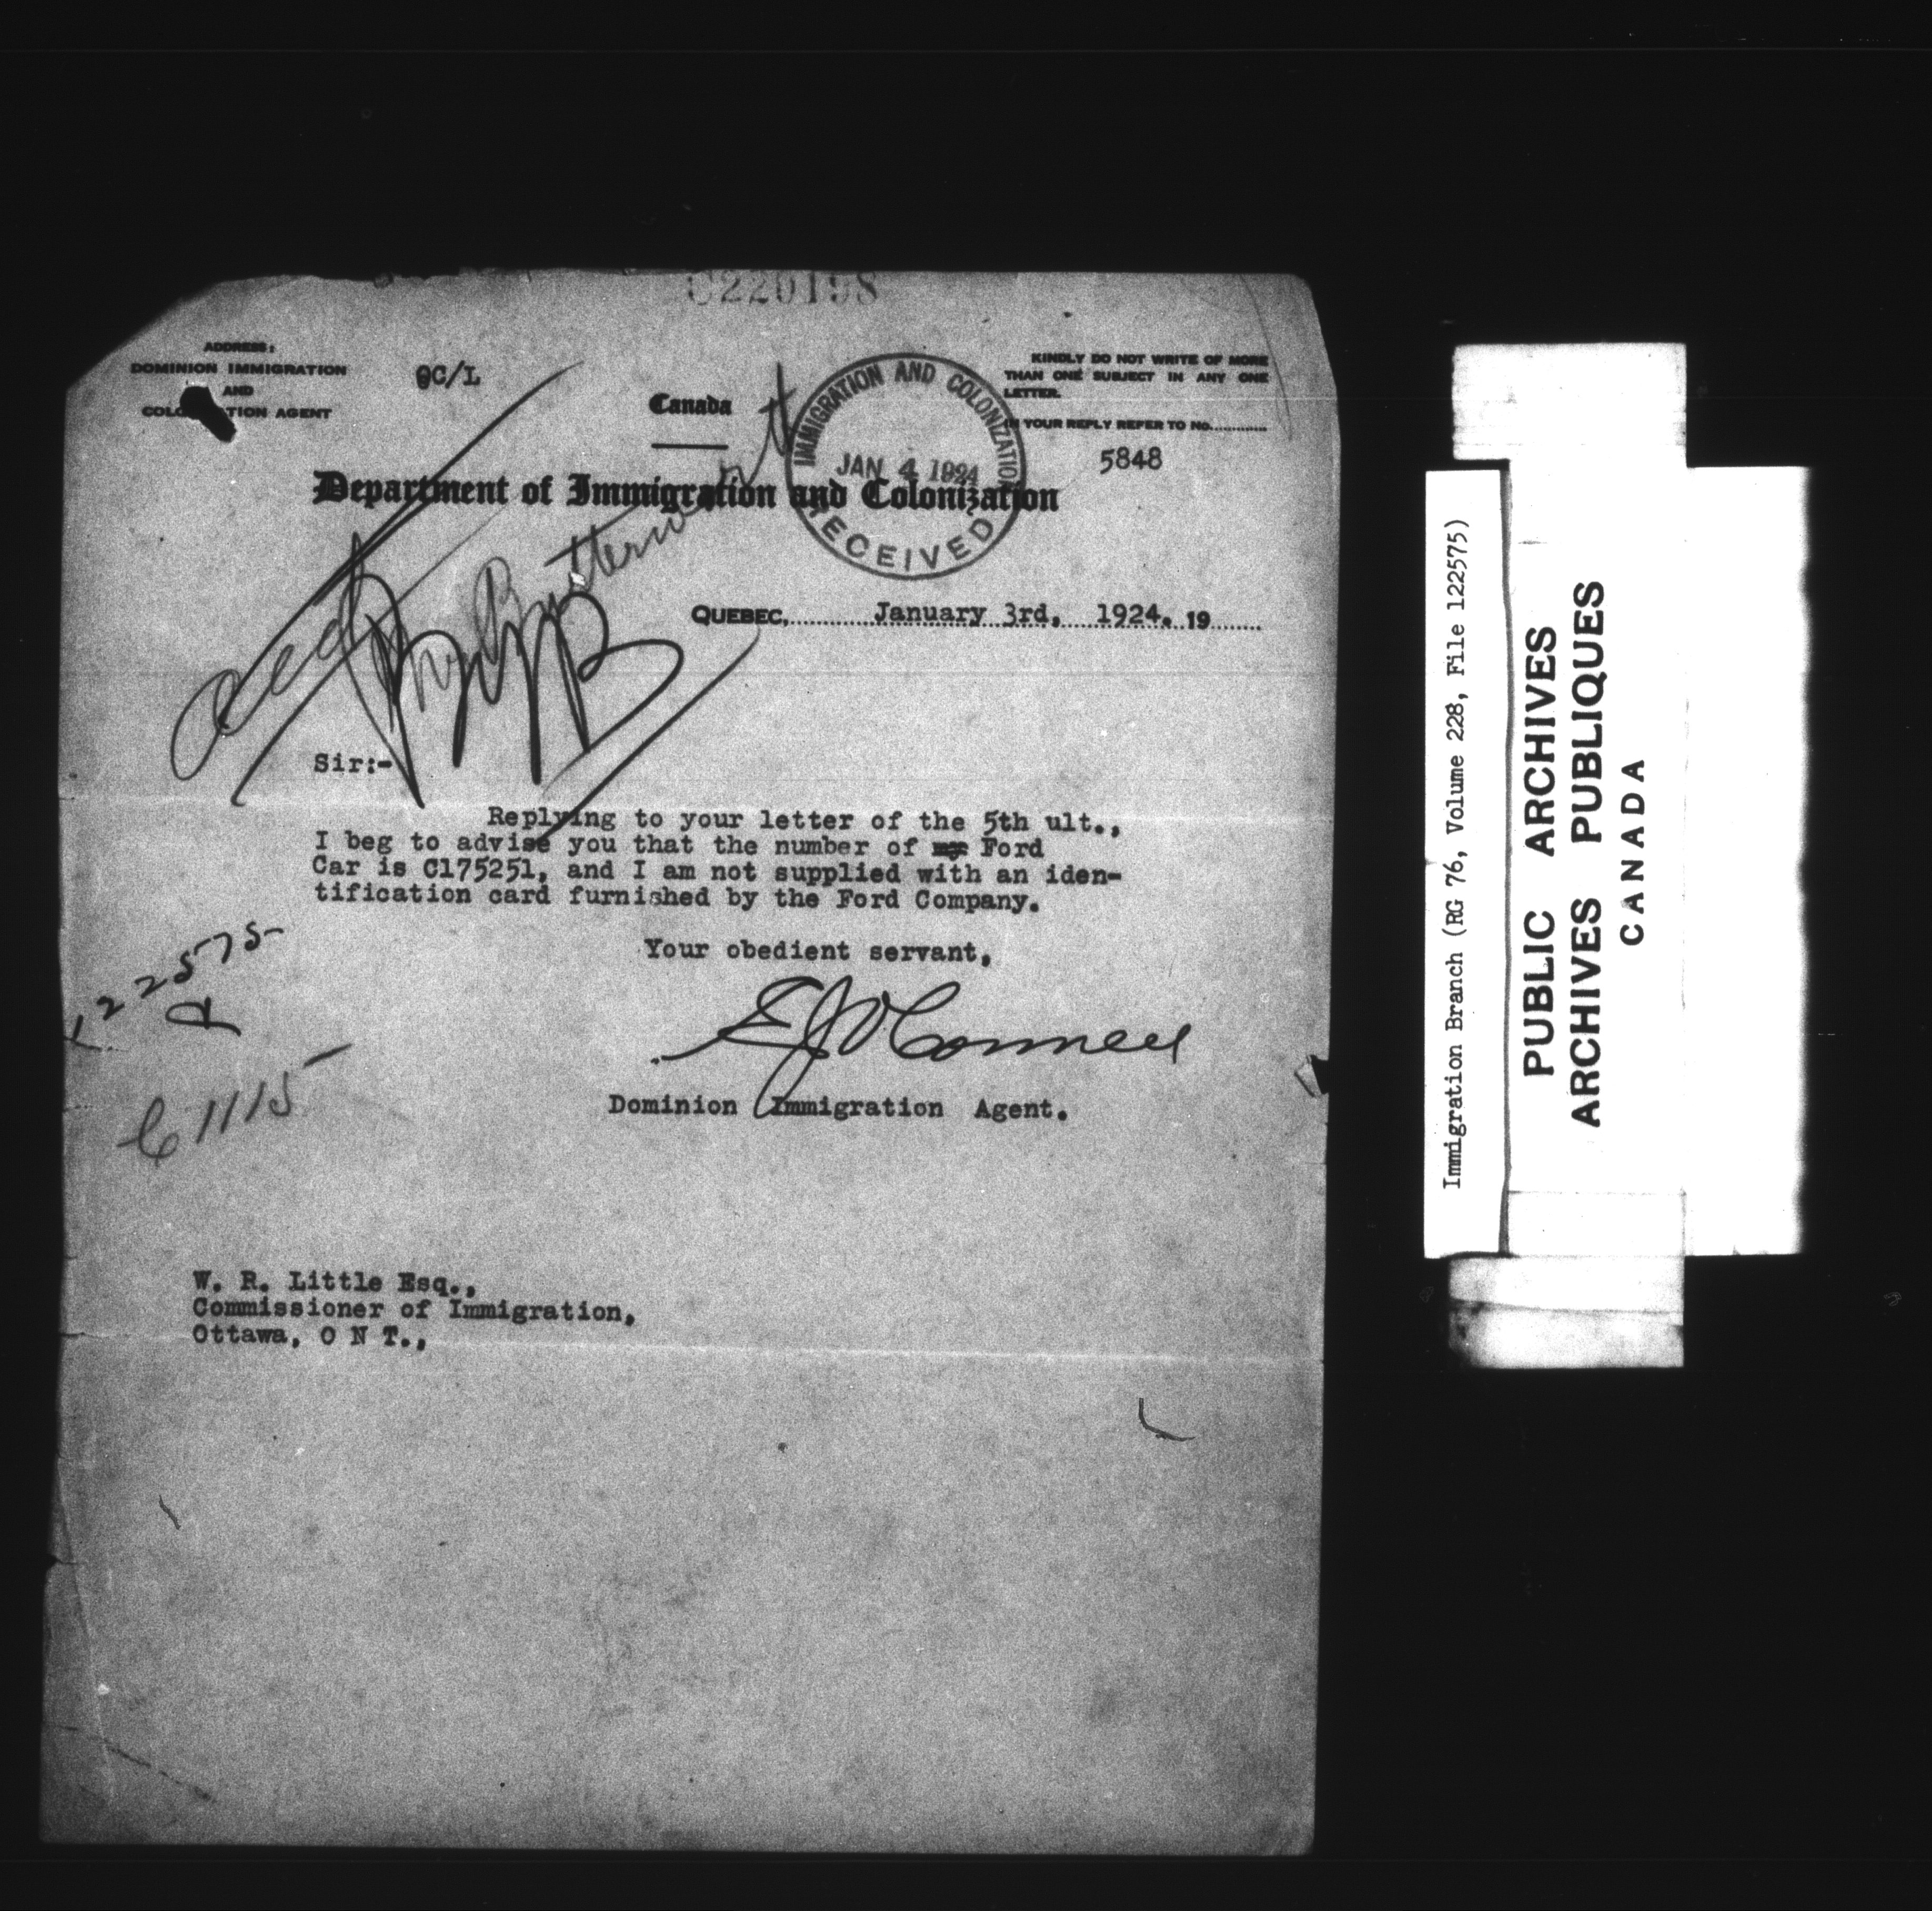 C220198
ADDRESS:
DOMINION IMMIGRATION
AND
COLONIZATION AGENT
OC/L
Canada
KINDLY DO NOT WRITE OF MORE
THAN ONE SUBJECT IN ANY ONE
LETTER.
IN YOUR REPLY REFER TO No............
5848
IMMIGRATION AND COLONIZATION
JAN 4 1924
RECEIVED
Department of Immigration and Colonization
QUEBEC, January 3rd, 1924. 19
Sir:-
Replying to your letter of the 5th ult.,
I beg to advise you that the number of my Ford
Car is C175251, and I am not supplied with an iden-
tification card furnished by the Ford Company.
Your obedient servant,
122575
C1115
Dominion Immigration Agent.
W. R. Little Esq.,
Commissioner of Immigration,
Ottawa, O N T.,
Immigration Branch (RG 76, Volume 228, File 122575)
PUBLIC ARCHIVES
ARCHIVES PUBLIQUES
CANADA